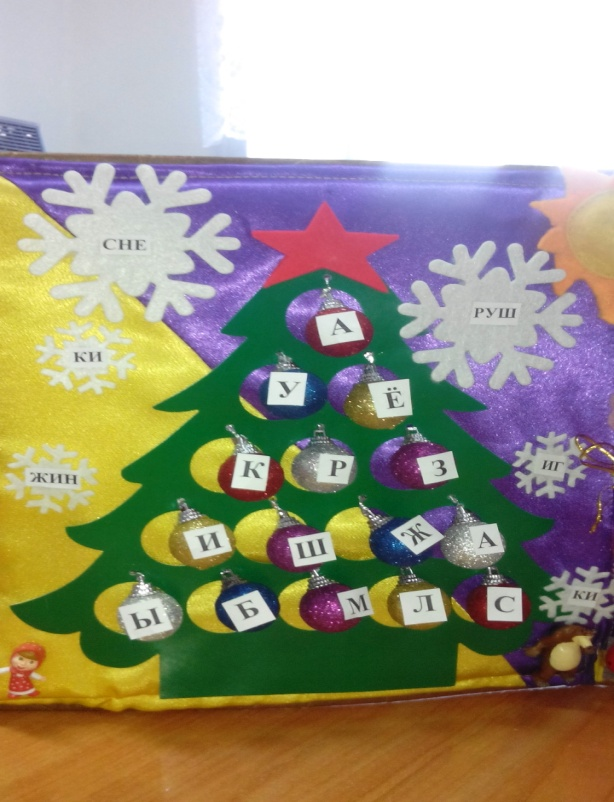 СНЕ
РУШ
КИ
ЖИН
ИГ
КИ
А
У Ё
К Р З
И Ш Ж А
Ы Б М Л С